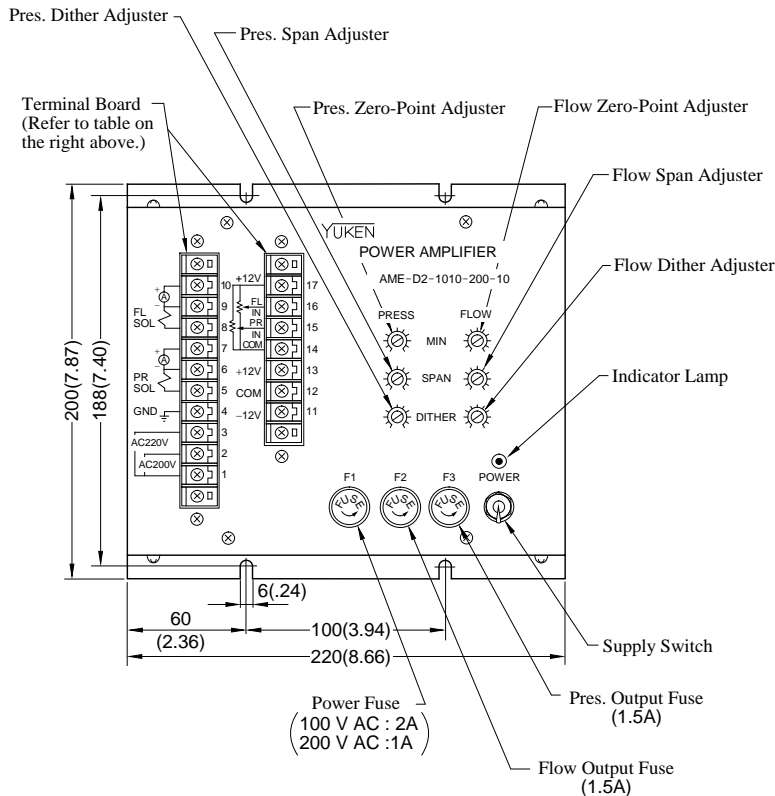 Pres. Dither Adjuster
Pres. Span Adjuster
Terminal Board
(Refer to table on
the right above.)
Pres. Zero-Point Adjuster
Flow Zero-Point Adjuster
Flow Span Adjuster
Flow Dither Adjuster
Indicator Lamp
Supply Switch
Pres. Output Fuse
(1.5A)
Flow Output Fuse
(1.5A)
Power Fuse
(100 V AC : 2A
200 V AC :1A)
YUKEN
POWER AMPLIFIER
AME-D2-1010-200-10
PRESS
FLOW
MIN
SPAN
DITHER
POWER
F1
F2
F3
FUSE
FUSE
FUSE
10
9
8
7
6
5
4
3
2
1
+
A
−
FL
SOL
+
A
−
PR
SOL
GND
AC220V
AC200V
+12V
FL
IN
PR
IN
COM
+12V
COM
−12V
17
16
15
14
13
12
11
200(7.87)
188(7.40)
6(.24)
60
(2.36)
100(3.94)
220(8.66)